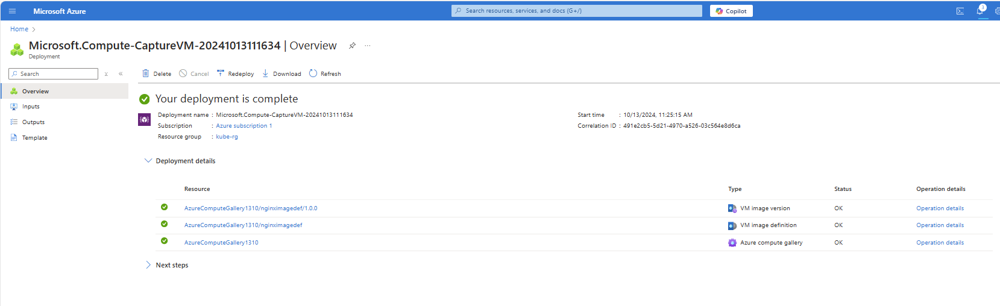 Microsoft Azure
Search resources, services, and docs (G+/)
Copilot
3
Home
Microsoft.Compute-CaptureVM-20241013111634 | Overview
Deployment
Search
Delete
Cancel
Redeploy
Download
Refresh
Overview
Inputs
Outputs
Template
Your deployment is complete
Deployment name : Microsoft.Compute-CaptureVM-20241013111634
Subscription : Azure subscription 1
Resource group : kube-rg
Start time : 10/13/2024, 11:25:15 AM
Correlation ID : 491e2cb5-5d21-4970-a526-03c564e8d6ca
Deployment details
Resource Type Status Operation details
AzureComputeGallery1310/nginximagedef/1.0.0 VM image version OK Operation details
AzureComputeGallery1310/nginximagedef VM image definition OK Operation details
AzureComputeGallery1310 Azure compute gallery OK Operation details
Next steps